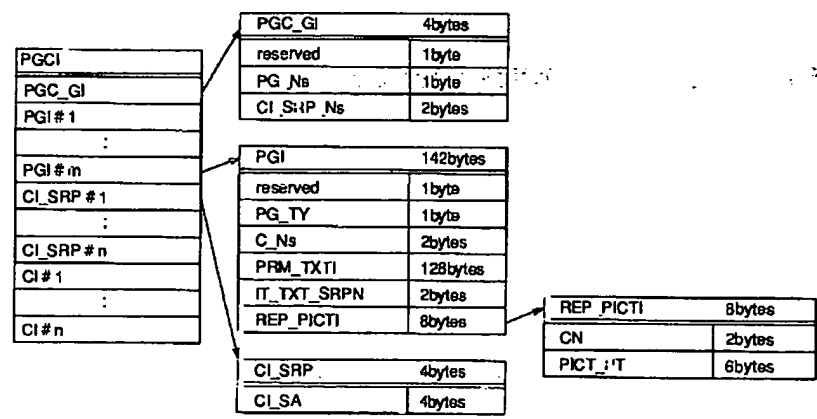 PGCI
PGC_GI
PGI#1
:
PGI#m
CI_SRP#1
:
CI_SRP#n
CI#1
:
CI#n
PGC_GI 4bytes
reserved 1byte
PG_Ns 1byte
CI_SRP_Ns 2bytes
PGI 142bytes
reserved 1byte
PG_TY 1byte
C_Ns 2bytes
PRM_TXTI 128bytes
IT_TXT_SRPN 2bytes
REP_PICTI 8bytes
CI_SRP 4bytes
CI_SA 4bytes
REP_PICTI 8bytes
CN 2bytes
6bytes